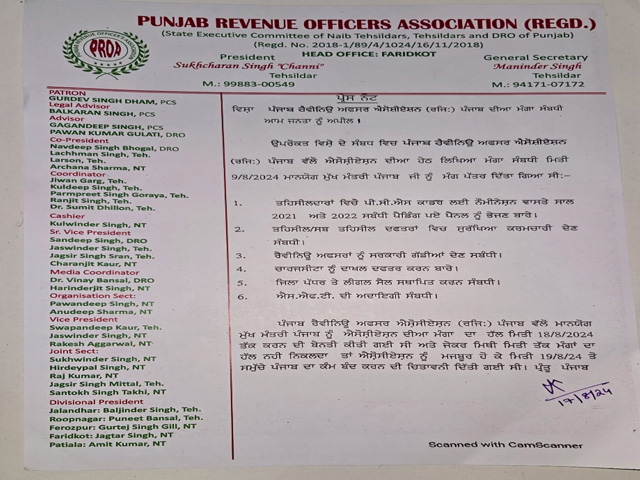 PUNJAB REVENUE OFFICERS ASSOCIATION (REGD.)
(State Executive Committee of Naib Tehsildars, Tehsildars and DRO of Punjab)
(Regd. No. 2018-1/89/4/1024/16/11/2018)
HEAD OFFICE: FARIDKOT
PROA
President
Sukhcharan Singh "Channi"
Tehsildar
M.: 99883-00549
General Secretary
Maninder Singh
Tehsildar
M.: 94171-07172
PATRON
GURDEV SINGH DHAM, PCS
Legal Advisor
BALKARAN SINGH, PCS
Advisor
GAGANDEEP SINGH, PCS
PAWAN KUMAR GULATI, DRO
Co-President
Navdeep Singh Bhogal, DRO
Lachhman Singh, Teh.
Larson, Teh.
Archana Sharma, NT
Coordinator
Jiwan Garg, Teh.
Kuldeep Singh, Teh.
Parmpreet Singh Goraya, Teh.
Ranjit Singh, Teh.
Dr. Sumit Dhillon, Teh.
Cashier
Kulwinder Singh, NT
Sr. Vice President
Sandeep Singh, DRO
Jaswinder Singh, Teh.
Jagsir Singh Sran, Teh.
Charanjit Kaur, NT
Media Coordinator
Dr. Vinay Bansal, DRO
Harinderjit Singh, NT
Organisation Sect:
Pawandeep Singh, NT
Anudeep Sharma, NT
Vice President
Swapandeep Kaur, Teh.
Jaswinder Singh, NT
Rakesh Aggarwal, NT
Joint Sect:
Sukhwinder Singh, NT
Hirdeypal Singh, NT
Raj Kumar, NT
Jagsir Singh Mittal, Teh.
Santokh Singh Takhi, NT
Divisional President
Jalandhar: Baljinder Singh, Teh.
Roopnagar: Puneet Bansal, Teh.
Ferozpur: Gurtej Singh Gill, NT
Faridkot: Jagtar Singh, NT
Patiala: Amit Kumar, NT
ਪ੍ਰੈਸ ਨੋਟ
ਵਿਸ਼ਾ ਪੰਜਾਬ ਰੈਵੀਨਿਊ ਅਫਸਰ ਐਸੋਸੀਏਸ਼ਨ (ਰਜਿ:) ਪੰਜਾਬ ਦੀਆ ਮੰਗਾ ਸੰਬਧੀ
ਆਮ ਜਨਤਾ ਨੂੰ ਅਪੀਲ।
ਉਪਰੋਕਤ ਵਿਸ਼ੇ ਦੇ ਸੰਬਧ ਵਿਚ ਪੰਜਾਬ ਰੈਵੀਨਿਊ ਅਫਸਰ ਐਸੋਸੀਏਸ਼ਨ
(ਰਜਿ:) ਪੰਜਾਬ ਵੱਲੋਂ ਐਸੋਸੀਏਸ਼ਨ ਦੀਆ ਹੇਠ ਲਿਖਿਆ ਮੰਗਾ ਸੰਬਧੀ ਮਿਤੀ
9/8/2024 ਮਾਨਯੋਗ ਮੁੱਖ ਮੰਤਰੀ ਪੰਜਾਬ ਜੀ ਨੂੰ ਮੰਗ ਪੱਤਰ ਦਿੱਤਾ ਗਿਆ ਸੀ:-
1. ਤਹਿਸੀਲਦਾਰਾਂ ਵਿਚੋ ਪੀ.ਸੀ.ਐਸ ਕਾਡਰ ਲਈ ਨੌਮੀਨੇਸ਼ਨ ਵਾਸਤੇ ਸਾਲ
2021 ਅਤੇ 2022 ਸਬੰਧੀ ਪੈਂਡਿੰਗ ਪਏ ਪੈਨਲ ਨੂੰ ਭੇਜਣ ਬਾਰੇ।
2. ਤਹਿਸੀਲ/ਸਬ ਤਹਿਸੀਲ ਦਫਤਰਾਂ ਵਿਚ ਸੁਰੱਖਿਆ ਕਰਮਚਾਰੀ ਦੇਣ
ਸੰਬਧੀ।
3. ਰੈਵੀਨਿਊ ਅਫਸਰਾਂ ਨੂੰ ਸਰਕਾਰੀ ਗੱਡੀਆਂ ਦੇਣ ਸਬੰਧੀ।
4. ਚਾਰਜਸੀਟਾ ਨੂੰ ਦਾਖਲ ਦਫਤਰ ਕਰਨ ਬਾਰੇ।
5. ਜਿਲਾ ਪੱਧਰ ਤੇ ਲੀਗਲ ਸੈਲ ਸਥਾਪਿਤ ਕਰਨ ਸੰਬਧੀ।
6. ਐਸ.ਐਫ.ਟੀ. ਦੀ ਅਦਾਇਗੀ ਸੰਬਧੀ।
ਪੰਜਾਬ ਰੈਵੀਨਿਊ ਅਫਸਰ ਐਸੋਸੀਏਸ਼ਨ (ਰਜਿ:) ਪੰਜਾਬ ਵੱਲੋਂ ਮਾਨਯੋਗ
ਮੁੱਖ ਮੰਤਰੀ ਪੰਜਾਬ ਨੂੰ ਐਸੋਸੀਏਸ਼ਨ ਦੀਆ ਮੰਗਾ ਦਾ ਹੱਲ ਮਿਤੀ 18/8/2024
ਤੱਕ ਕਰਨ ਦੀ ਬੇਨਤੀ ਕੀਤੀ ਗਈ ਸੀ ਅਤੇ ਜੇਕਰ ਮਿਥੀ ਮਿਤੀ ਤੱਕ ਮੰਗਾਂ ਦਾ
ਹੱਲ ਨਹੀ ਨਿਕਲਦਾ ਤਾਂ ਐਸੋਸੀਏਸ਼ਨ ਨੂੰ ਮਜਬੂਰ ਹੋ ਕੇ ਮਿਤੀ 19/8/24 ਤੇ
ਸਮੁੱਚੇ ਪੰਜਾਬ ਦਾ ਕੰਮ ਬੰਦ ਕਰਨ ਦੀ ਚਿਤਾਵਨੀ ਦਿੱਤੀ ਗਈ ਸੀ। ਪ੍ਰੰਤੂ ਪੰਜਾਬ
17/8/24
Scanned with CamScanner